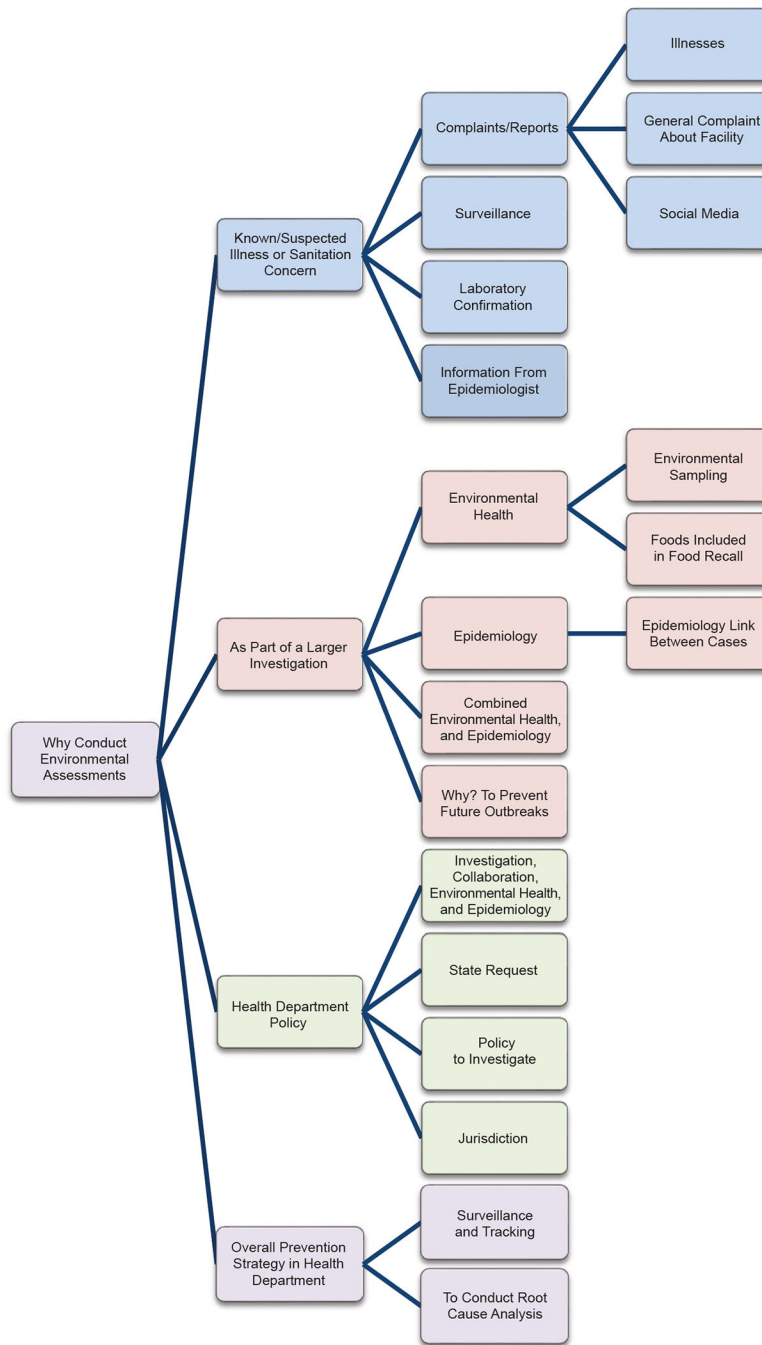 Illnesses
Complaints/Reports
General Complaint
About Facility
Social Media
Surveillance
Known/Suspected
Illness or Sanitation
Concern
Laboratory
Confirmation
Information From
Epidemiologist
Environmental
Sampling
Environmental
Health
Foods Included
in Food Recall
As Part of a Larger
Investigation
Epidemiology
Epidemiology Link
Between Cases
Combined
Environmental Health,
and Epidemiology
Why? To Prevent
Future Outbreaks
Why Conduct
Environmental
Assessments
Investigation,
Collaboration,
Environmental Health,
and Epidemiology
State Request
Health Department
Policy
Policy
to Investigate
Jurisdiction
Surveillance
and Tracking
Overall Prevention
Strategy in Health
Department
To Conduct Root
Cause Analysis